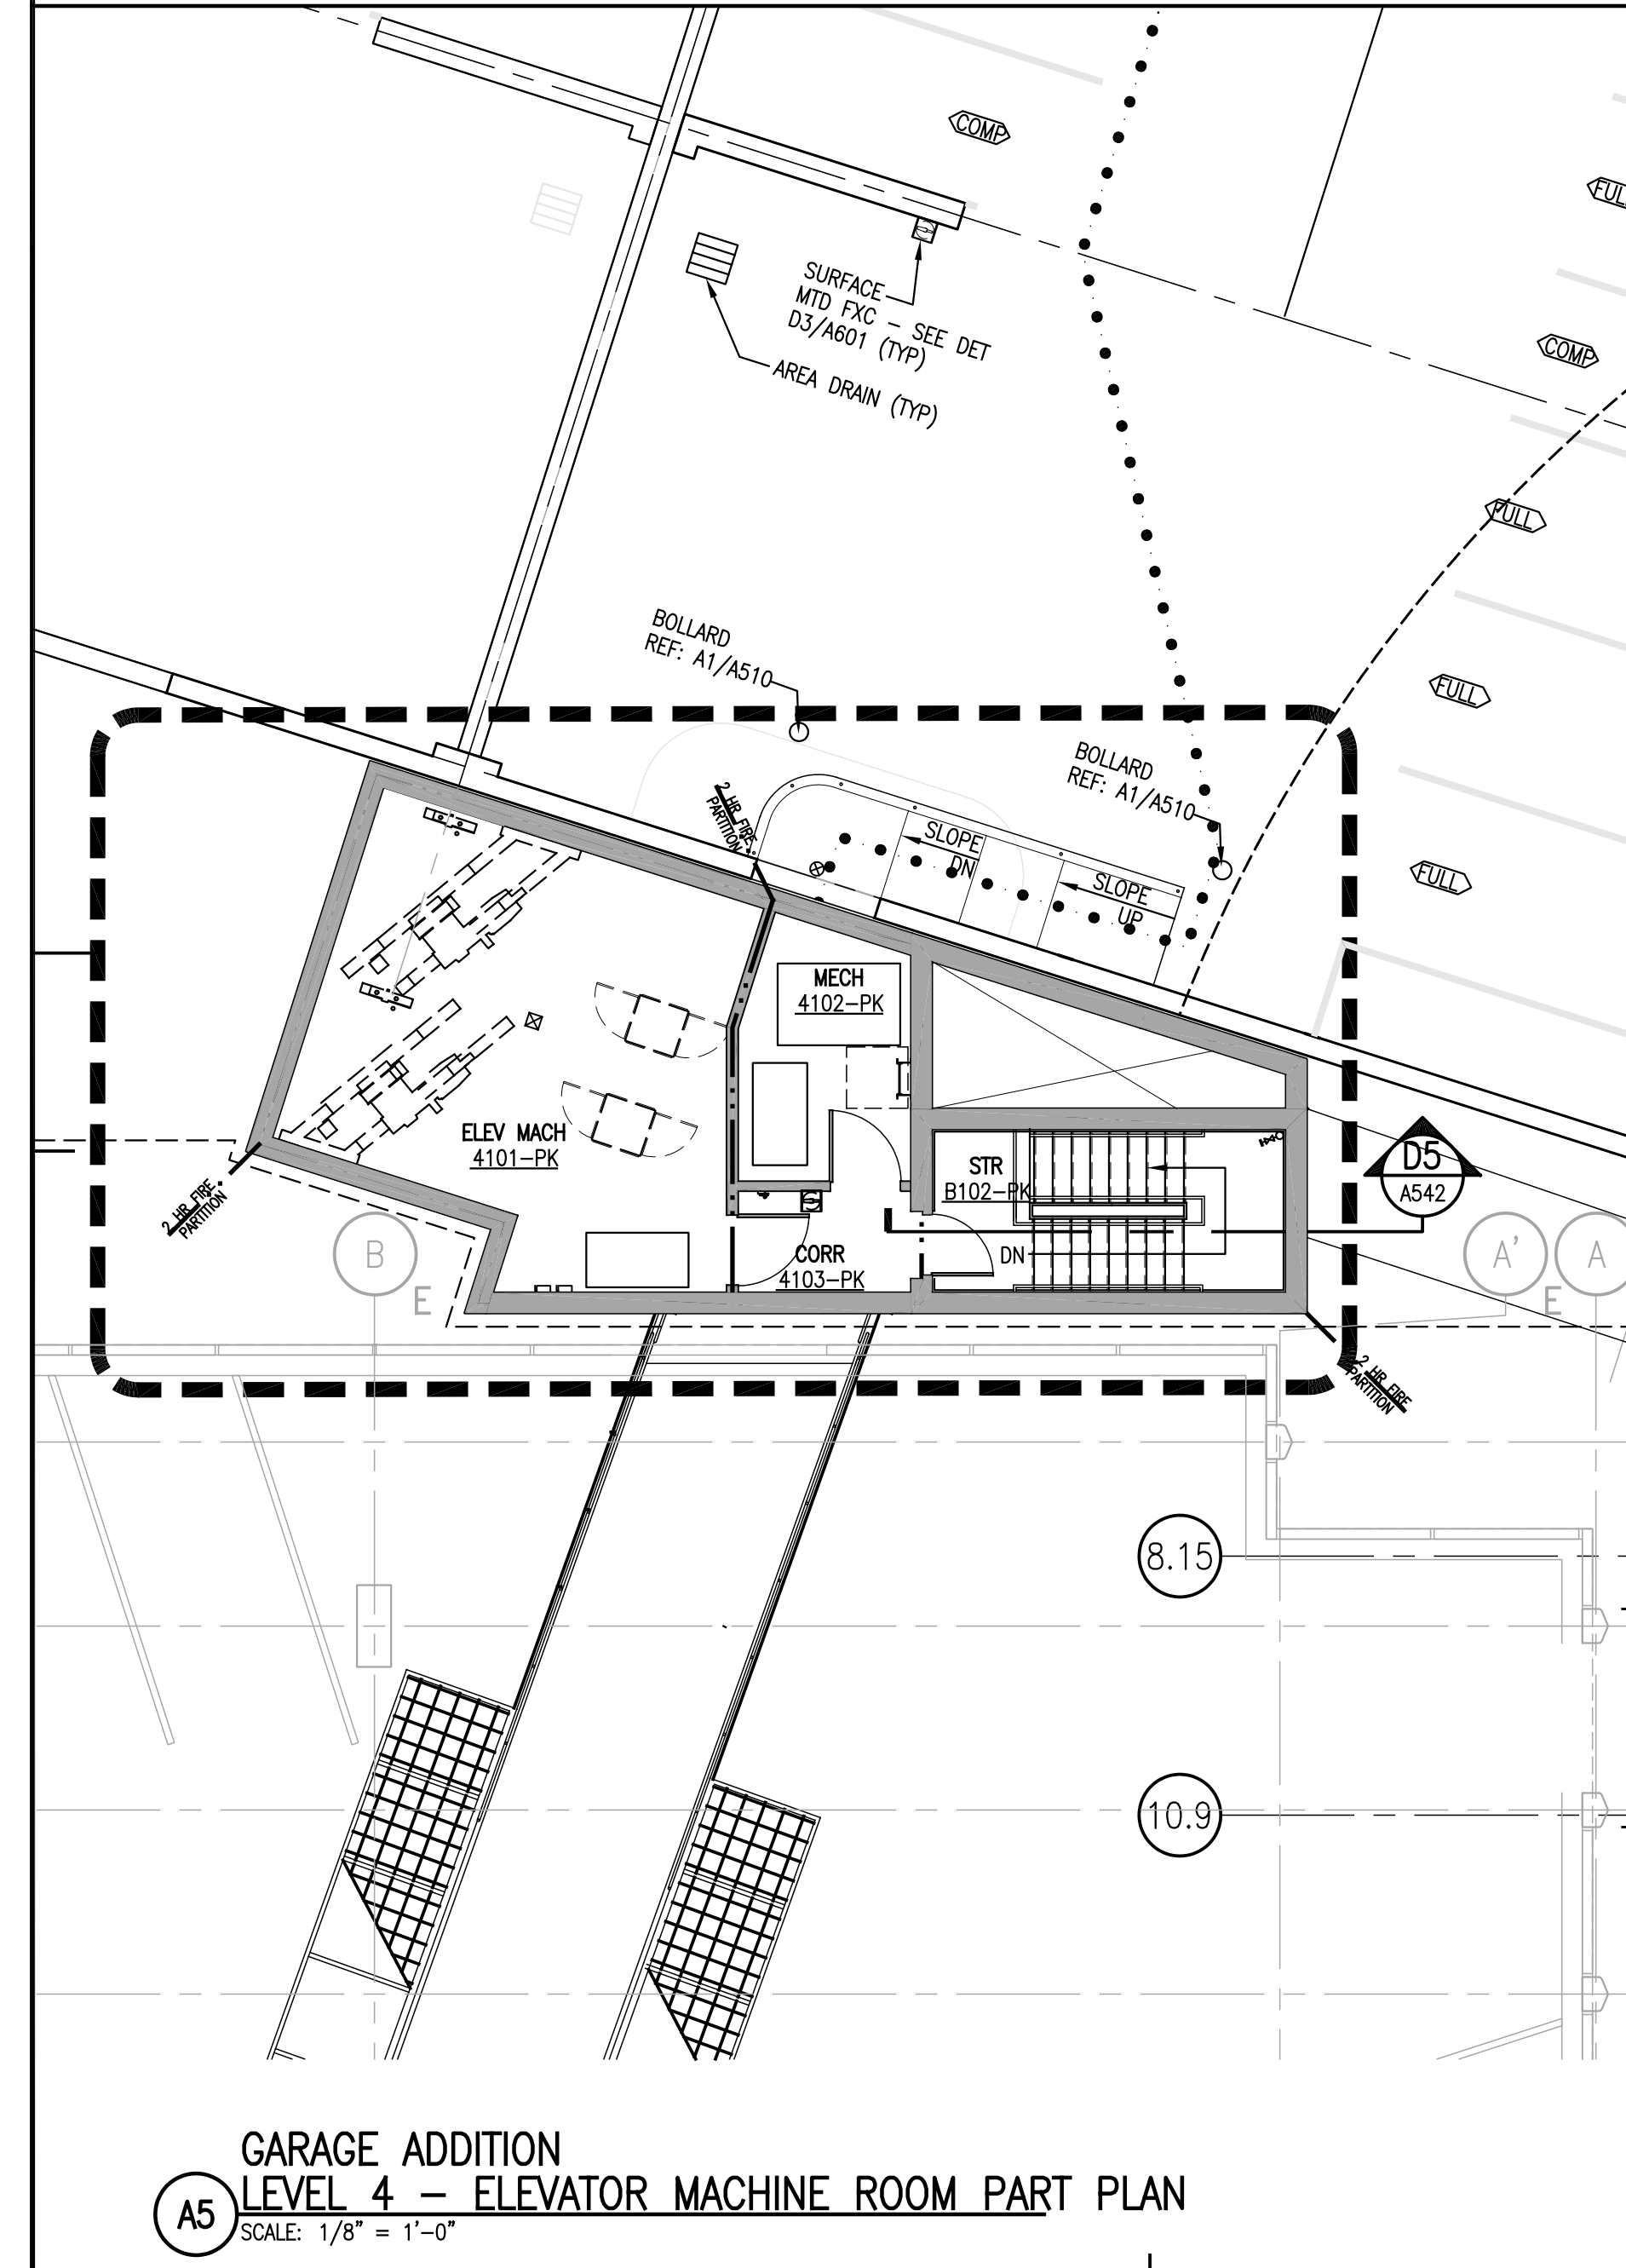 COMP
FUL
SURFACE
MTD FXC - SEE DET
D3/A601 (TYP)
AREA DRAIN (TYP)
COMP
FULL
BOLLARD
REF: A1/A510
FULL
BOLLARD
REF: A1/A510
2 HR FIRE
PARTITION
SLOPE
DN
SLOPE
UP
FULL
MECH
4102-PK
ELEV MACH
4101-PK
STR
B102-PK
D5
A542
2 HR FIRE
PARTITION
B
E
CORR
4103-PK
DN
A'
A
E
2 HR FIRE
PARTITION
8.15
10.9
GARAGE ADDITION
A5
LEVEL 4 - ELEVATOR MACHINE ROOM PART PLAN
SCALE: 1/8" = 1'-0"